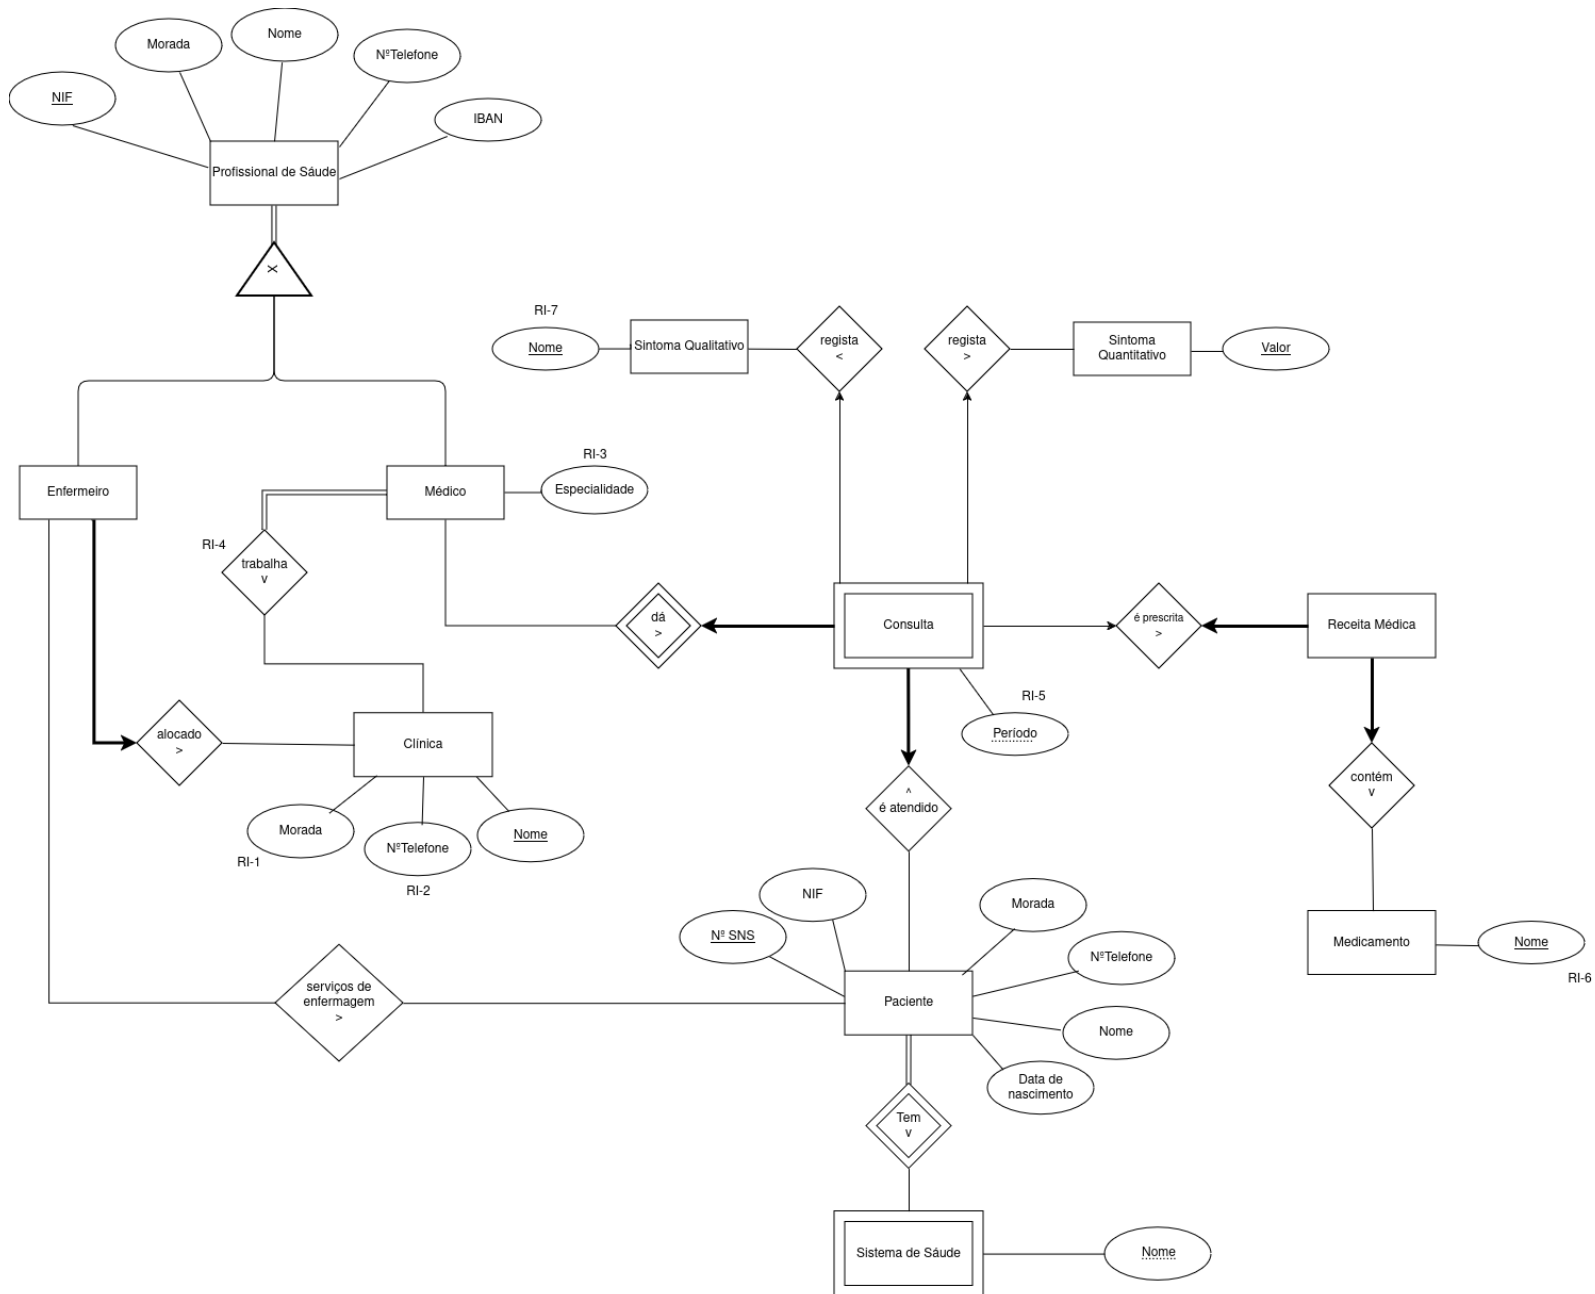 Nome
Morada
NºTelefone
NIF
IBAN
Profissional de Sáude
X
RI-7
Nome
Sintoma Qualitativo
regista
<
regista
>
Sintoma
Quantitativo
Valor
RI-3
Enfermeiro
Médico
Especialidade
RI-4
trabalha
v
dá
>
Consulta
é prescrita
>
Receita Médica
RI-5
Período
alocado
>
Clínica
contém
v
^
é atendido
Morada
NºTelefone
Nome
RI-1
RI-2
NIF
Morada
Nº SNS
Medicamento
Nome
NºTelefone
RI-6
serviços de
enfermagem
>
Paciente
Nome
Data de
nascimento
Tem
v
Sistema de Sáude
Nome